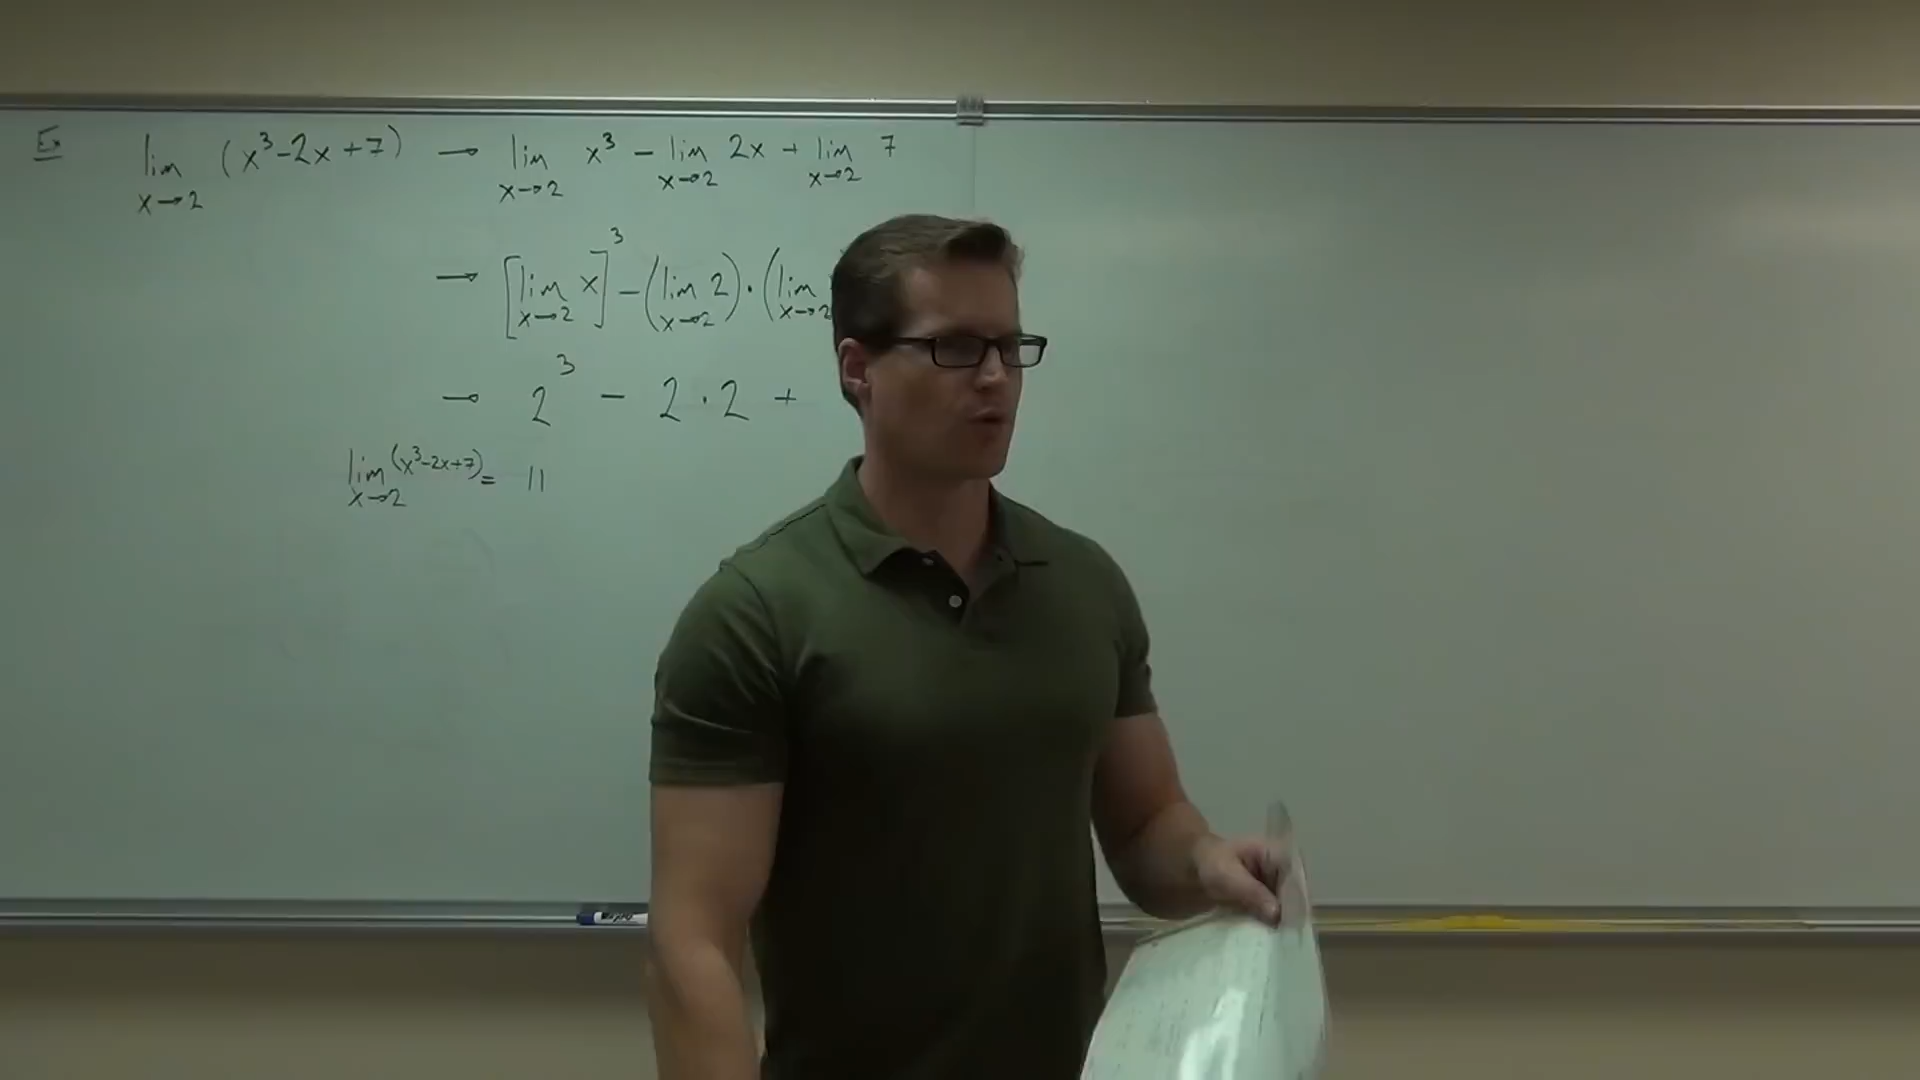 Ex lim x→2 (x³-2x+7) → lim x→2 x³ - lim x→2 2x + lim x→2 7
→ [lim x→2 x]³ - (lim x→2 2)·(lim x→2
→ 2³ - 2·2 +
lim x→2 (x³-2x+7) = 11